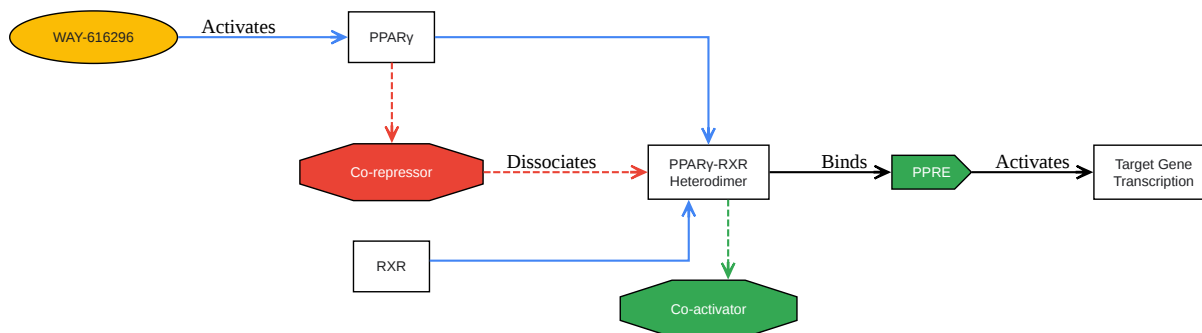 WAY-616296
Activates
PPARγ
Co-repressor
Dissociates
PPARγ-RXR
Heterodimer
Binds
PPRE
Activates
Target Gene
Transcription
RXR
Co-activator